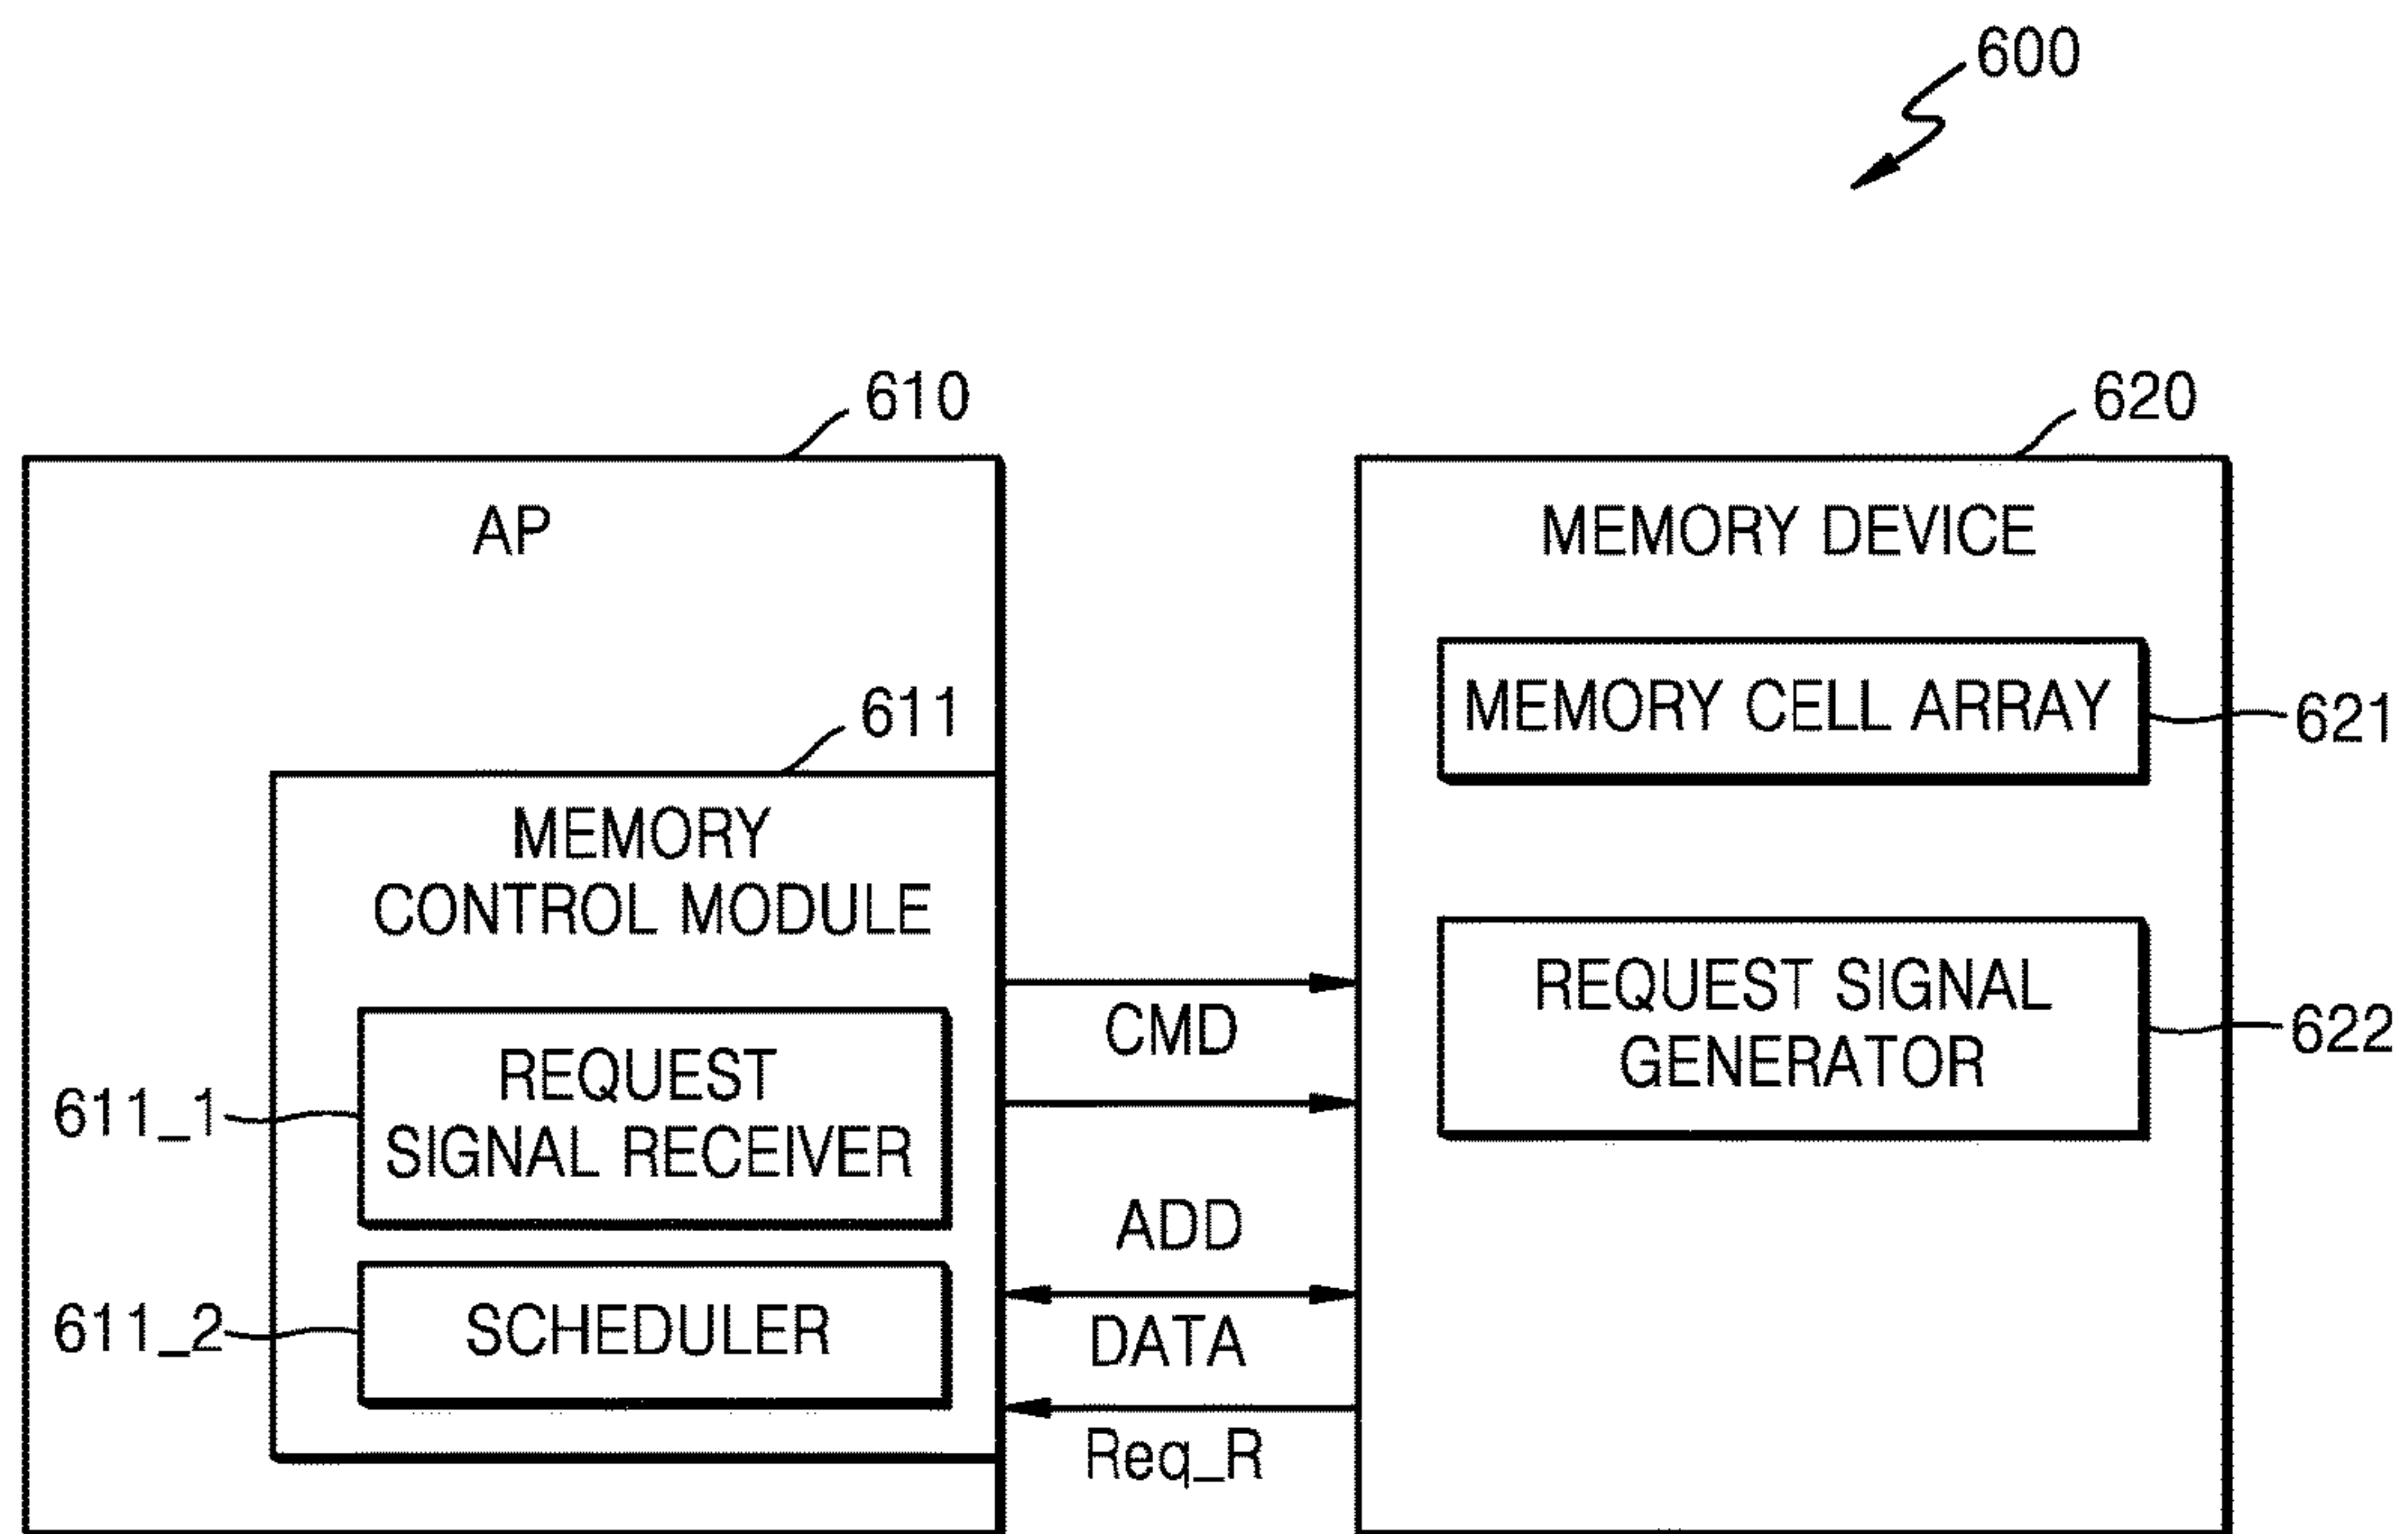 600
610
620
AP
MEMORY DEVICE
MEMORY CELL ARRAY
621
611
MEMORY
CONTROL MODULE
REQUEST SIGNAL
GENERATOR
622
CMD
REQUEST
SIGNAL RECEIVER
611_1
ADD
SCHEDULER
611_2
DATA
Req_R